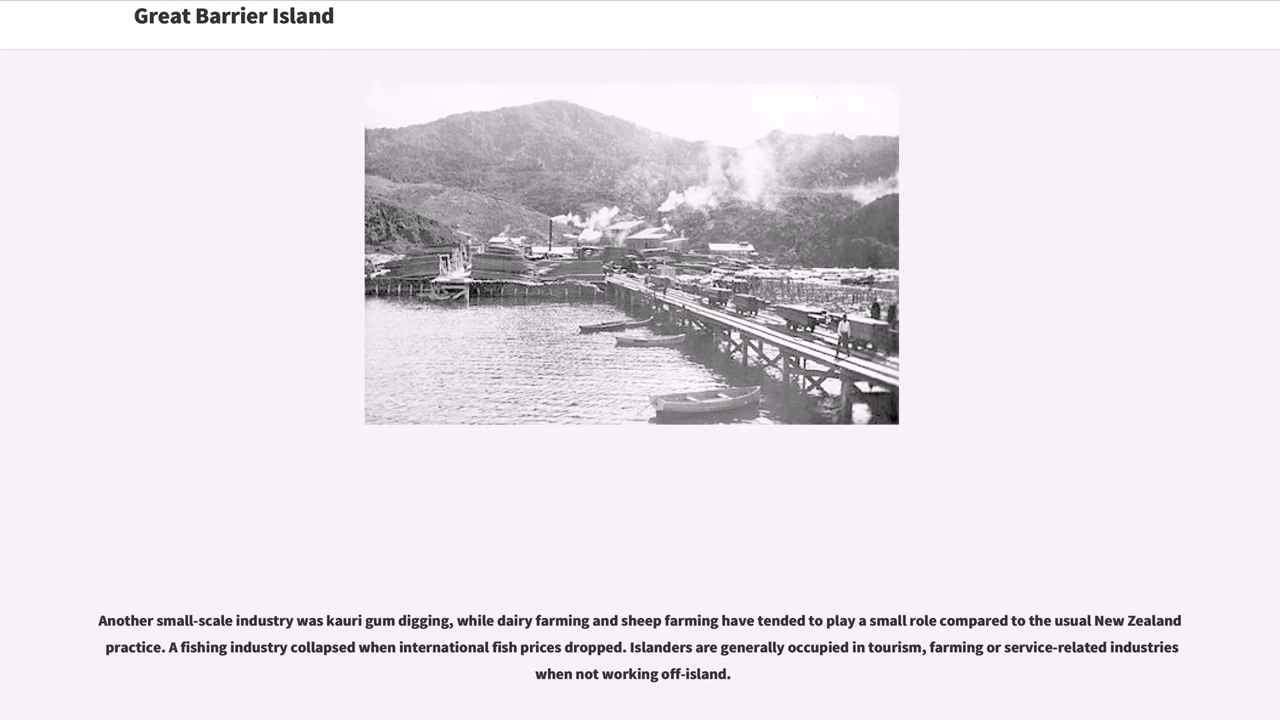 Great Barrier Island
Another small-scale industry was kauri gum digging, while dairy farming and sheep farming have tended to play a small role compared to the usual New Zealand
practice. A fishing industry collapsed when international fish prices dropped. Islanders are generally occupied in tourism, farming or service-related industries
when not working off-island.